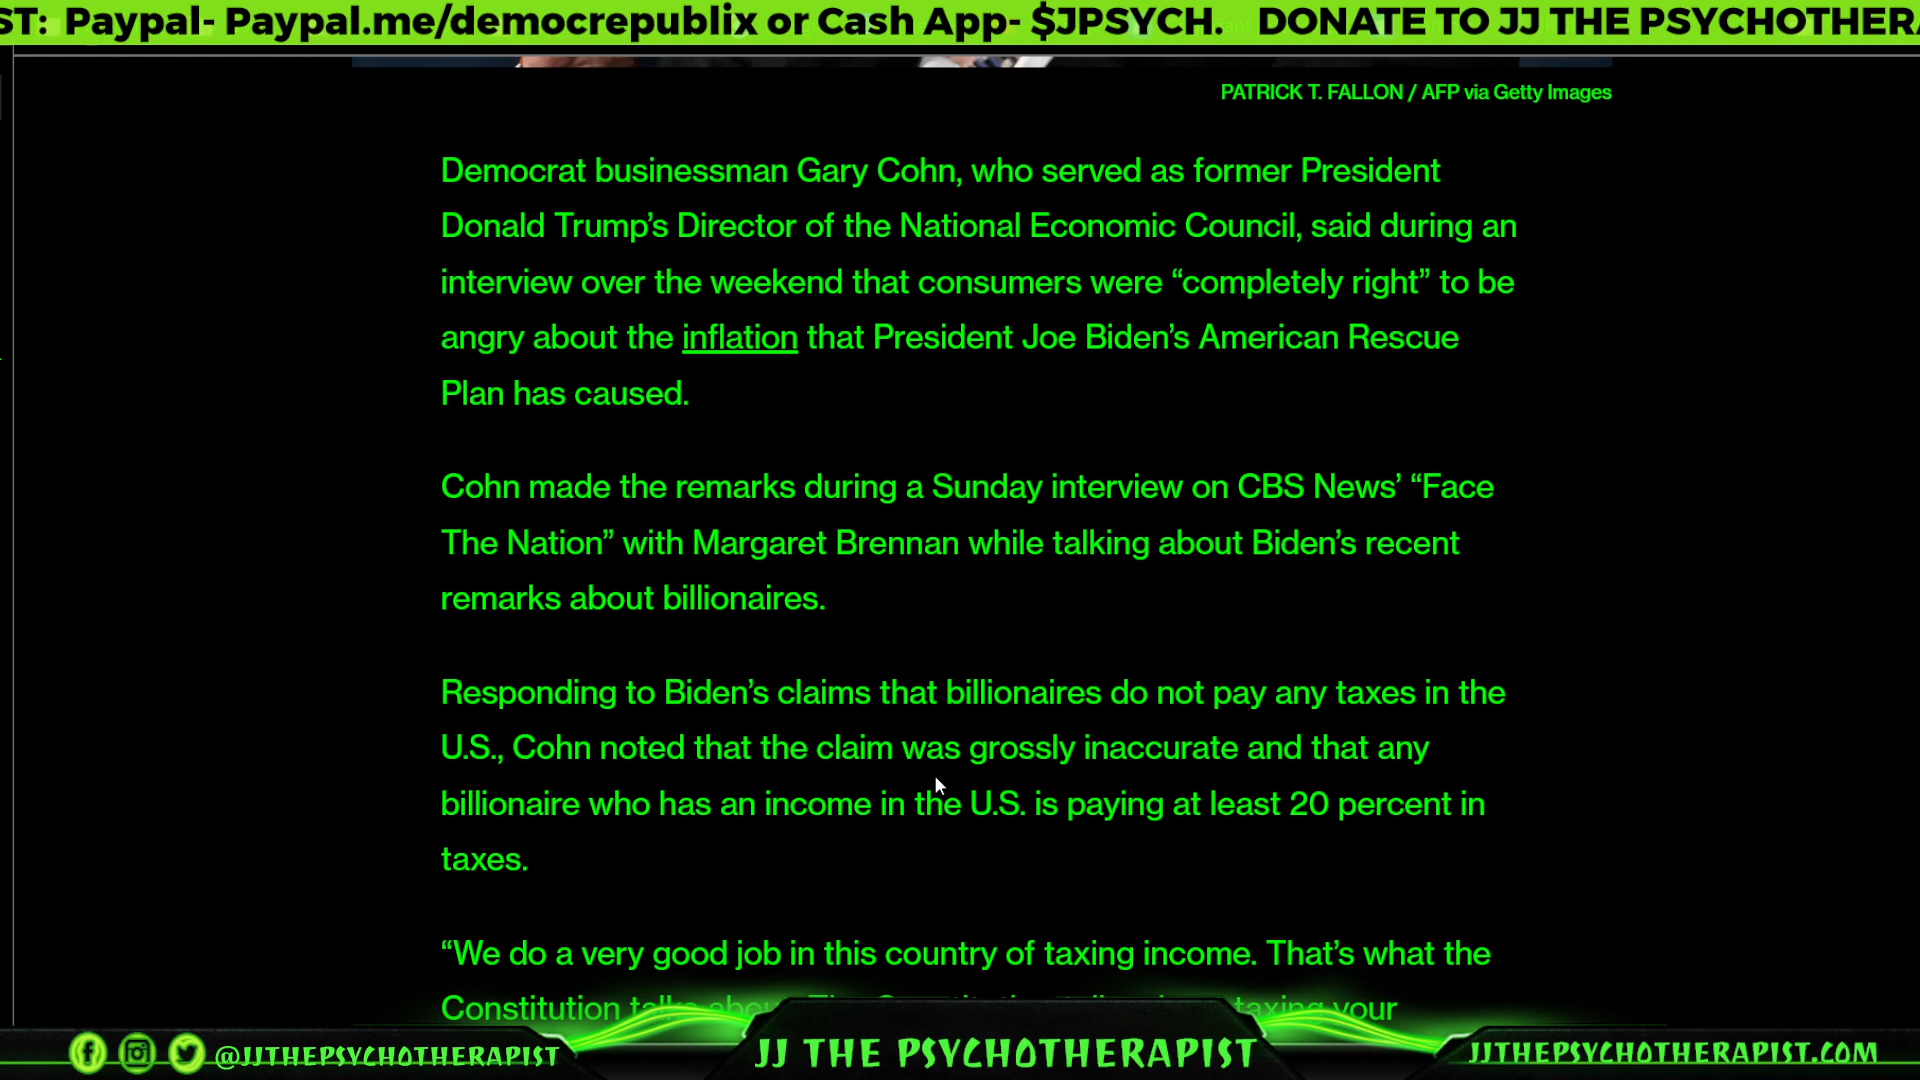 ST: Paypal- Paypal.me/democrepublix or Cash App- $JPSYCH. DONATE TO JJ THE PSYCHOTHER
PATRICK T. FALLON / AFP via Getty Images
Democrat businessman Gary Cohn, who served as former President
Donald Trump’s Director of the National Economic Council, said during an
interview over the weekend that consumers were “completely right” to be
angry about the inflation that President Joe Biden’s American Rescue
Plan has caused.
Cohn made the remarks during a Sunday interview on CBS News’ “Face
The Nation” with Margaret Brennan while talking about Biden’s recent
remarks about billionaires.
Responding to Biden’s claims that billionaires do not pay any taxes in the
U.S., Cohn noted that the claim was grossly inaccurate and that any
billionaire who has an income in the U.S. is paying at least 20 percent in
taxes.
“We do a very good job in this country of taxing income. That’s what the
Constitution talks about. The Constitution taxing your
@JJTHEPSYCHOTHERAPIST
JJ THE PSYCHOTHERAPIST
JJTHEPSYCHOTHERAPIST.COM